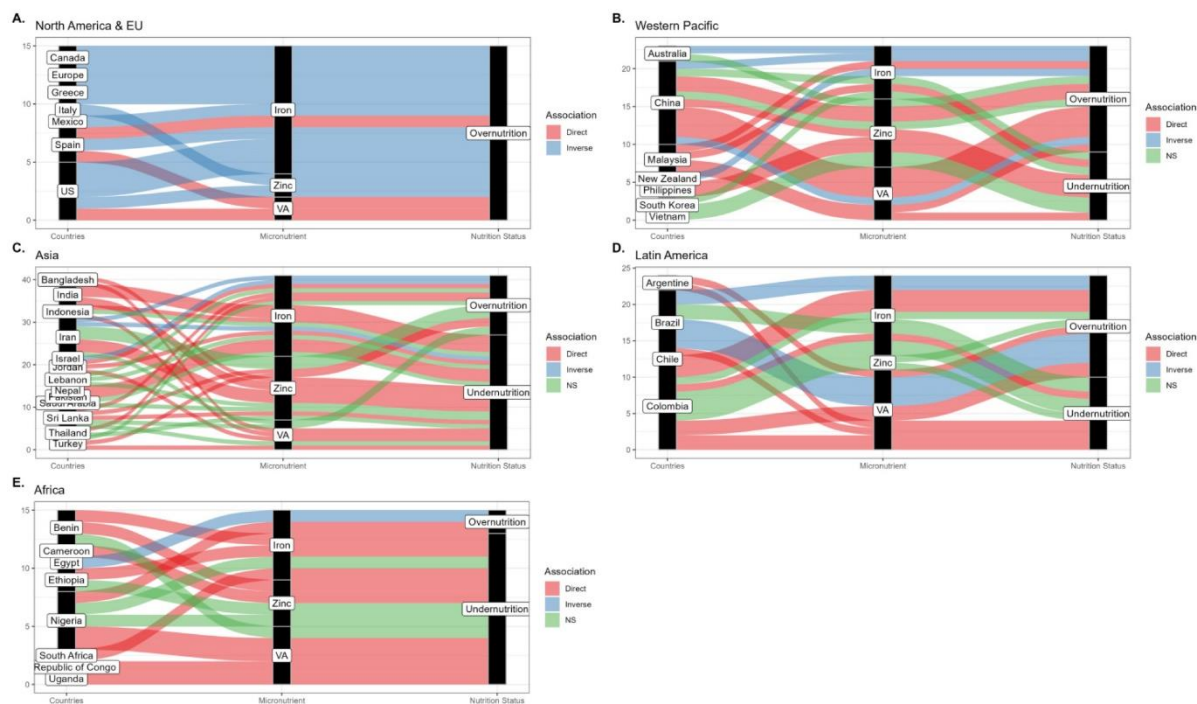 A.
North America & EU
15
10
5
0
Canada
Europe
Greece
Italy
Mexico
Spain
US
Iron
Zinc
VA
Overnutrition
Countries
Micronutrient
Nutrition Status
Association
Direct
Inverse
B.
Western Pacific
20
15
10
5
0
Australia
China
Malaysia
New Zealand
Philippines
South Korea
Vietnam
Iron
Zinc
VA
Overnutrition
Undernutrition
Countries
Micronutrient
Nutrition Status
Association
Direct
Inverse
NS
C.
Asia
40
30
20
10
0
Bangladesh
India
Indonesia
Iran
Israel
Jordan
Lebanon
Nepal
Pakistan
Saudi Arabia
Sri Lanka
Thailand
Turkey
Iron
Zinc
VA
Overnutrition
Undernutrition
Countries
Micronutrient
Nutrition Status
Association
Direct
Inverse
NS
D.
Latin America
25
20
15
10
5
0
Argentine
Brazil
Chile
Colombia
Iron
Zinc
VA
Overnutrition
Undernutrition
Countries
Micronutrient
Nutrition Status
Association
Direct
Inverse
NS
E.
Africa
15
10
5
0
Benin
Cameroon
Egypt
Ethiopia
Nigeria
South Africa
Republic of Congo
Uganda
Iron
Zinc
VA
Overnutrition
Undernutrition
Countries
Micronutrient
Nutrition Status
Association
Direct
Inverse
NS